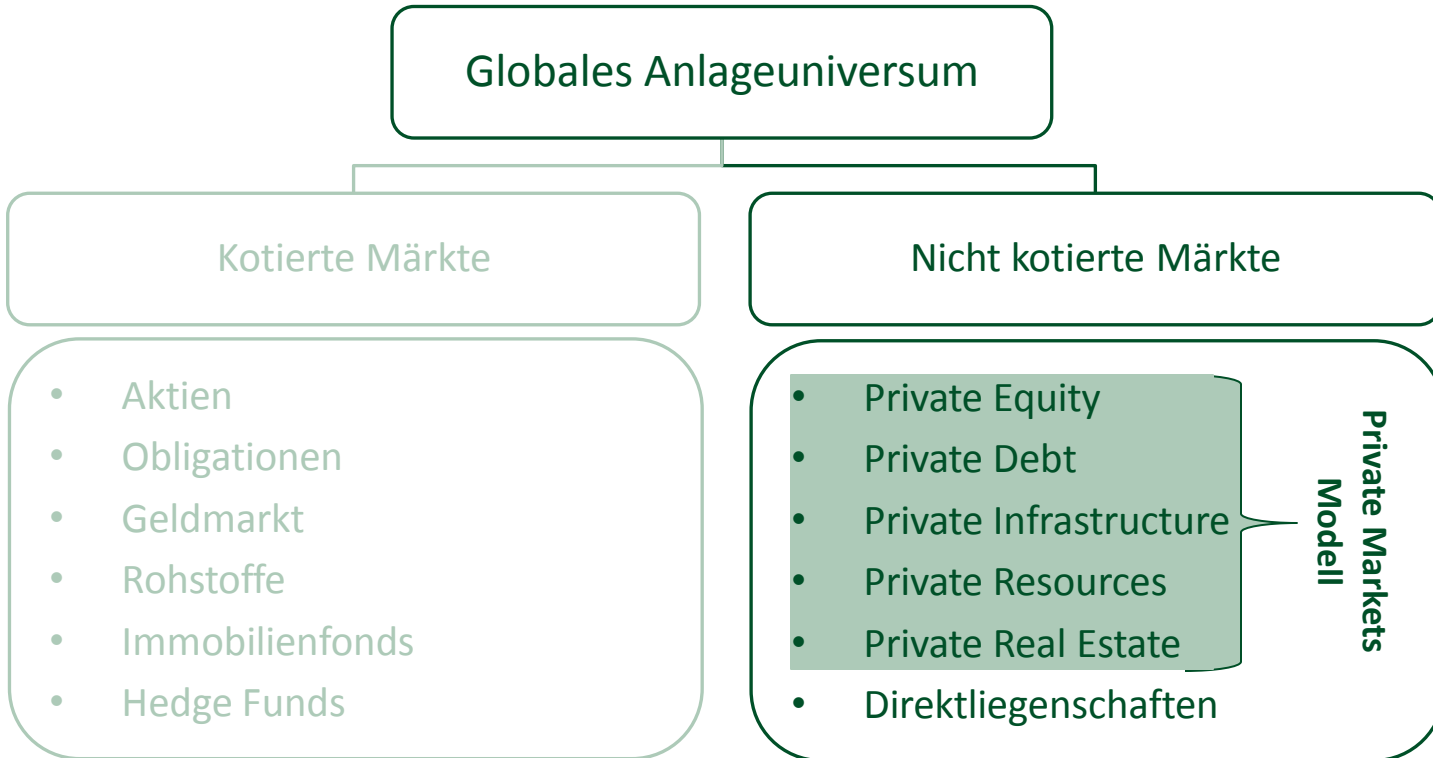 Globales Anlageuniversum
Kotierte Märkte
Nicht kotierte Märkte
• Aktien
• Obligationen
• Geldmarkt
• Rohstoffe
• Immobilienfonds
• Hedge Funds
• Private Equity
• Private Debt
• Private Infrastructure
• Private Resources
• Private Real Estate
• Direktliegenschaften
Private Markets
Modell